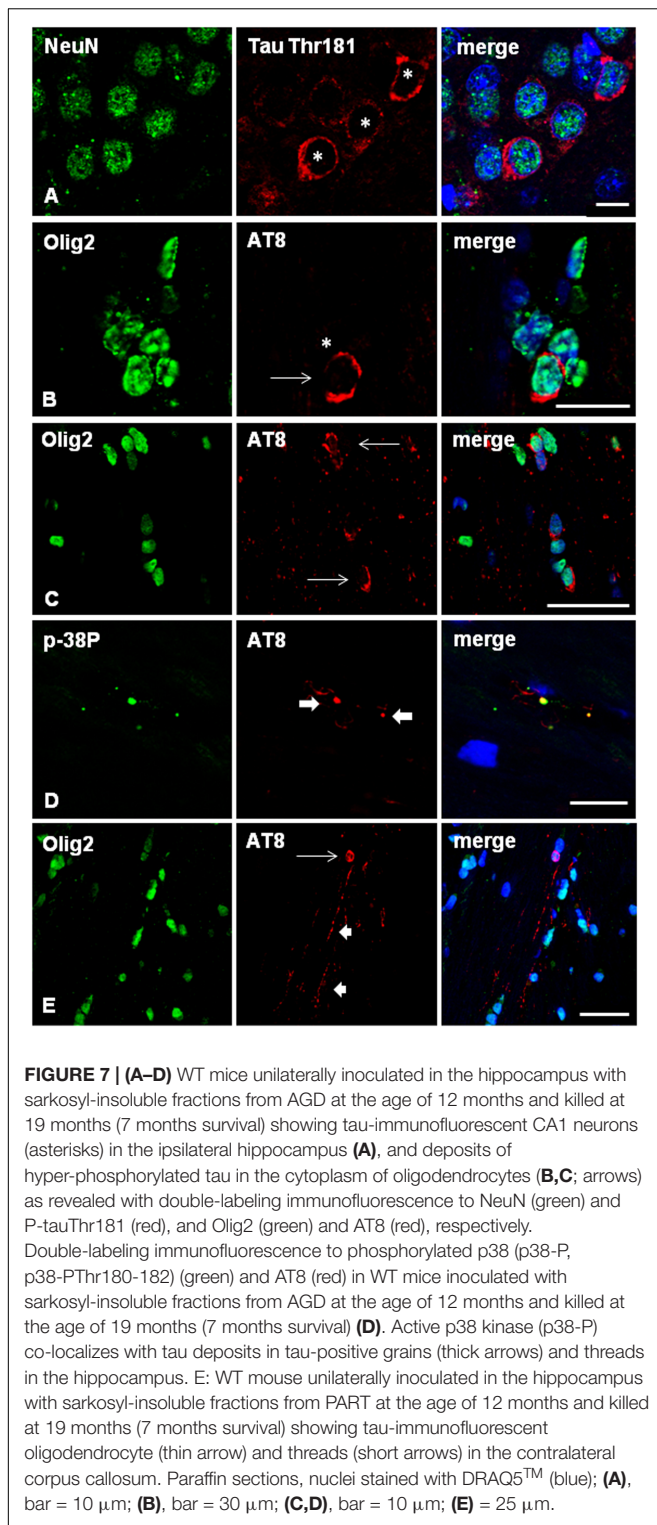 NeuN Tau Thr181 merge
A
Olig2 AT8 merge
B
Olig2 AT8 merge
C
p-38P AT8 merge
D
Olig2 AT8 merge
E
FIGURE 7 | (A–D) WT mice unilaterally inoculated in the hippocampus with
sarkosyl-insoluble fractions from AGD at the age of 12 months and killed at
19 months (7 months survival) showing tau-immunofluorescent CA1 neurons
(asterisks) in the ipsilateral hippocampus (A), and deposits of
hyper-phosphorylated tau in the cytoplasm of oligodendrocytes (B,C; arrows)
as revealed with double-labeling immunofluorescence to NeuN (green) and
P-tauThr181 (red), and Olig2 (green) and AT8 (red), respectively.
Double-labeling immunofluorescence to phosphorylated p38 (p38-P,
p38-PThr180-182) (green) and AT8 (red) in WT mice inoculated with
sarkosyl-insoluble fractions from AGD at the age of 12 months and killed at
the age of 19 months (7 months survival) (D). Active p38 kinase (p38-P)
co-localizes with tau deposits in tau-positive grains (thick arrows) and threads
in the hippocampus. E: WT mouse unilaterally inoculated in the hippocampus
with sarkosyl-insoluble fractions from PART at the age of 12 months and killed
at 19 months (7 months survival) showing tau-immunofluorescent
oligodendrocyte (thin arrow) and threads (short arrows) in the contralateral
corpus callosum. Paraffin sections, nuclei stained with DRAQ5™ (blue); (A),
bar = 10 μm; (B), bar = 30 μm; (C,D), bar = 10 μm; (E) = 25 μm.